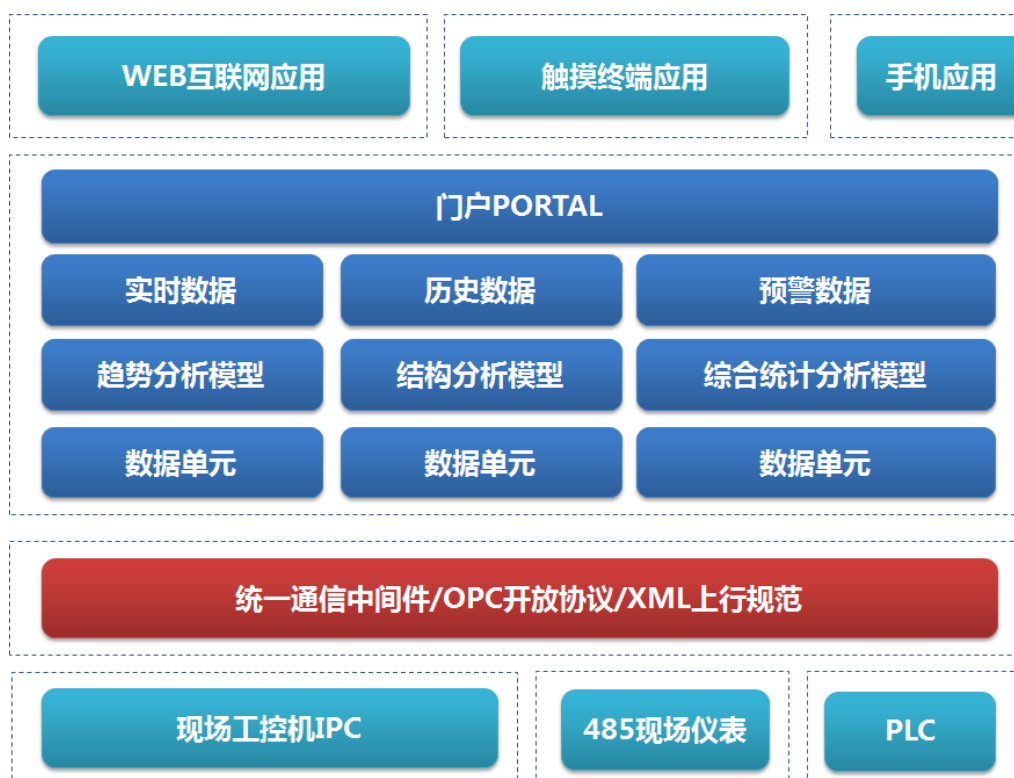 WEB互联网应用
触摸终端应用
手机应用
门户PORTAL
实时数据
历史数据
预警数据
趋势分析模型
结构分析模型
综合统计分析模型
数据单元
数据单元
数据单元
统一通信中间件/OPC开放协议/XML上行规范
现场工控机IPC
485现场仪表
PLC